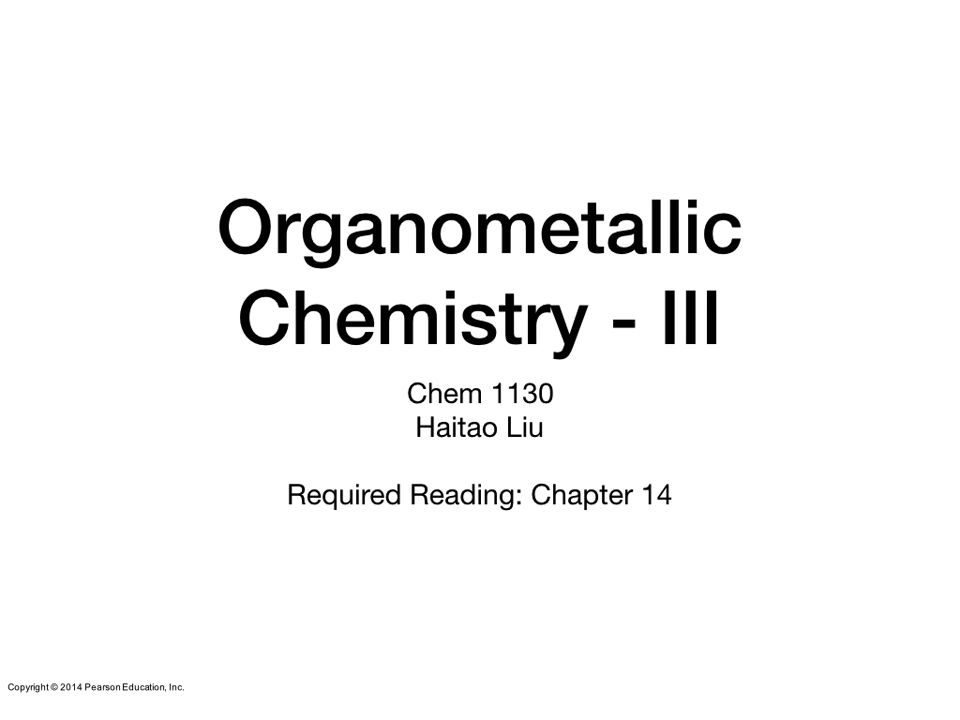 Organometallic
Chemistry - III
Chem 1130
Haitao Liu
Required Reading: Chapter 14
Copyright © 2014 Pearson Education, Inc.